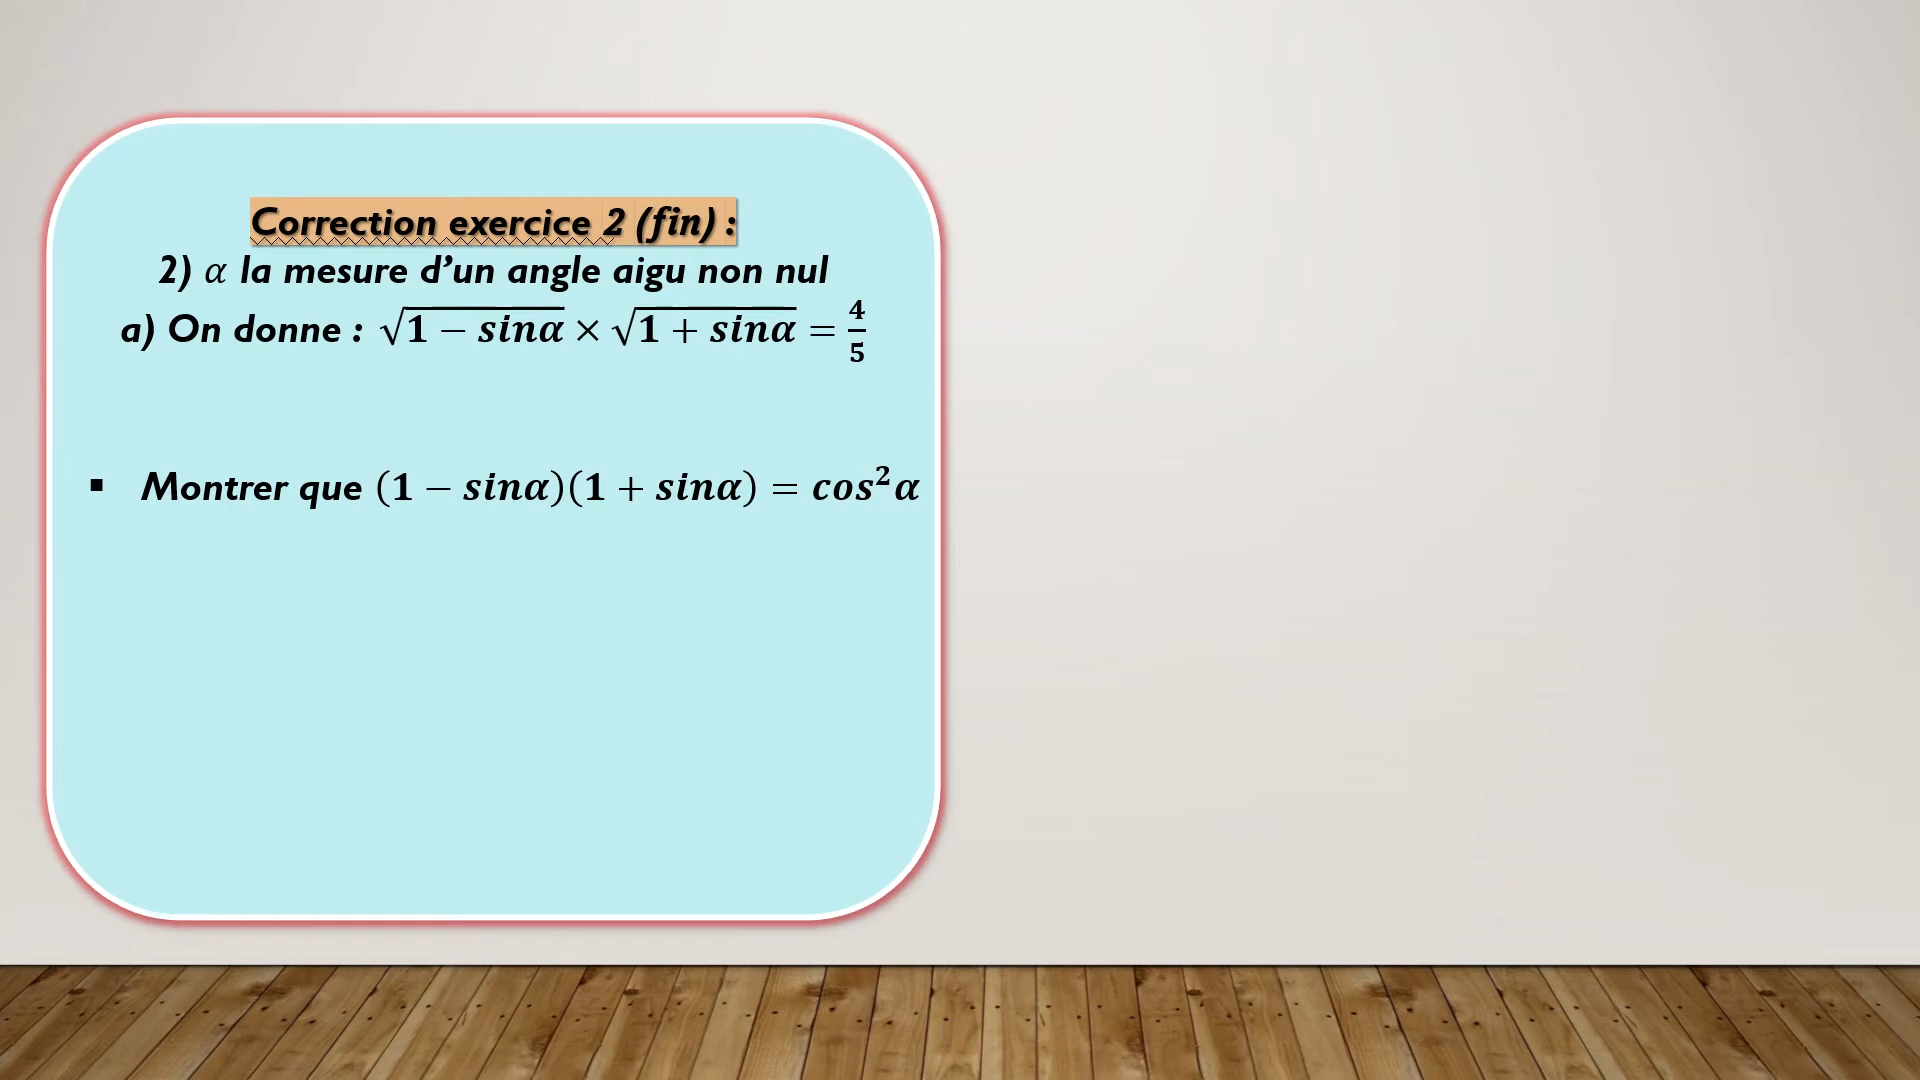 Correction exercice 2 (fin) :
2) α la mesure d’un angle aigu non nul
a) On donne : √(1 − sinα) × √(1 + sinα) = 4/5
▪ Montrer que (1 − sinα)(1 + sinα) = cos²α